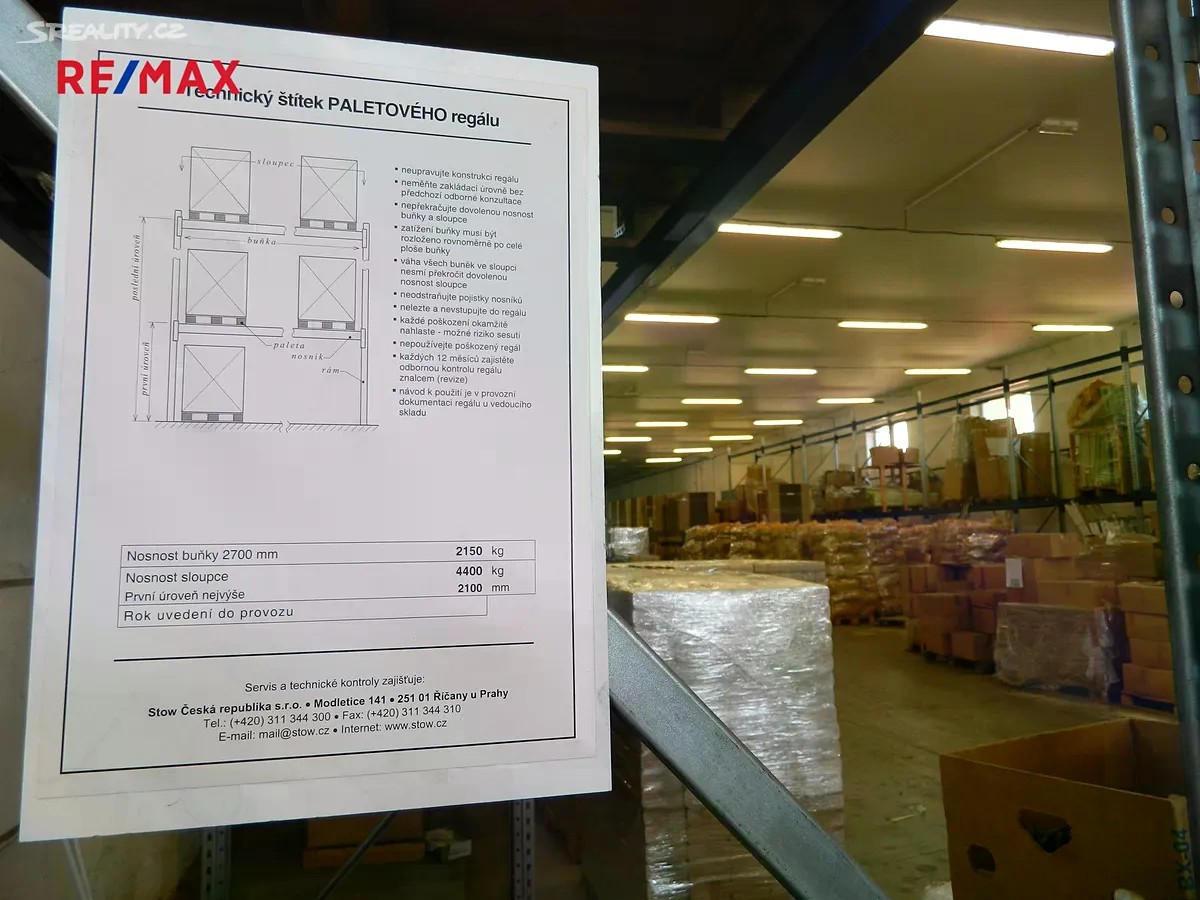 SREALITY.CZ
RE/MAX
Technický štítek PALETOVÉHO regálu
sloupec
buňka
poslední úroveň
první úroveň
paleta
nosník
rám
• neupravujte konstrukci regálu
• neměňte zakládací úrovně bez
předchozí odborné konzultace
• nepřekračujte dovolenou nosnost
buňky a sloupce
• zatížení buňky musí být
rozloženo rovnoměrně po celé
ploše buňky
• váha všech buněk ve sloupci
nesmí překročit dovolenou
nosnost sloupce
• neodstraňujte pojistky nosníků
• nelezte a nevstupujte do regálu
• každé poškození okamžitě
nahlaste - možné riziko sesutí
• nepoužívejte poškozený regál
• každých 12 měsíců zajistěte
odbornou kontrolu regálu
znalcem (revize)
• návod k použití je v provozní
dokumentaci regálu u vedoucího
skladu
Nosnost buňky 2700 mm 2150 kg
Nosnost sloupce 4400 kg
První úroveň nejvýše 2100 mm
Rok uvedení do provozu
Servis a technické kontroly zajišťuje:
Stow Česká republika s.r.o. • Modletice 141 • 251 01 Říčany u Prahy
Tel.: (+420) 311 344 300 • Fax: (+420) 311 344 310
E-mail: mail@stow.cz • Internet: www.stow.cz
BX-04